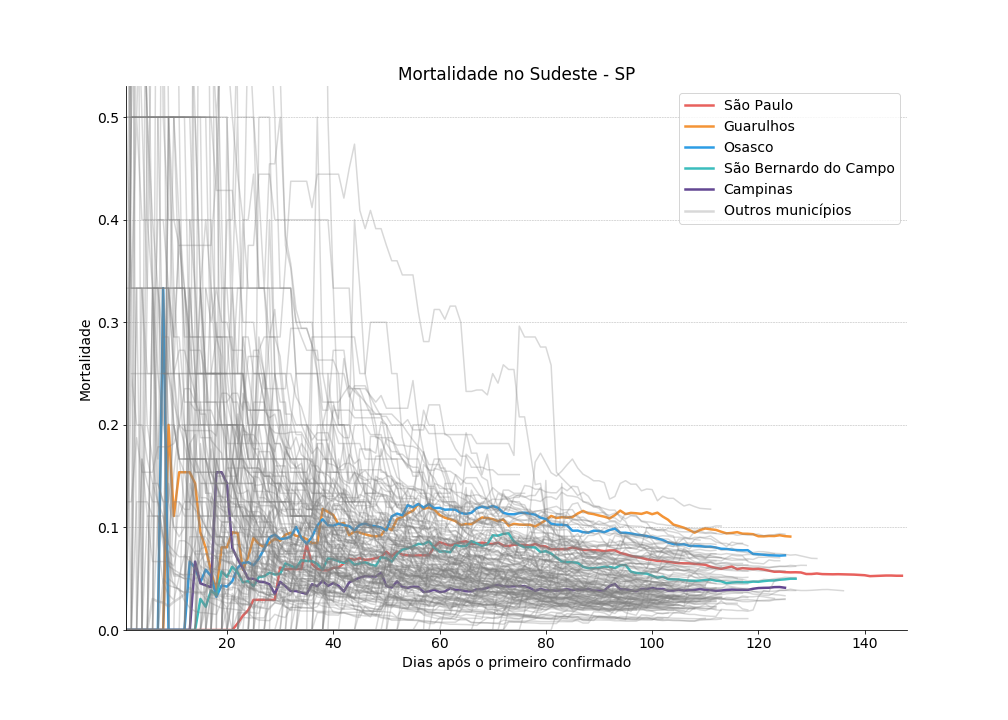 Mortalidade no Sudeste - SP
São Paulo
Guarulhos
Osasco
São Bernardo do Campo
Campinas
Outros municípios
Mortalidade
0.5
0.4
0.3
0.2
0.1
0.0
20
40
60
80
100
120
140
Dias após o primeiro confirmado